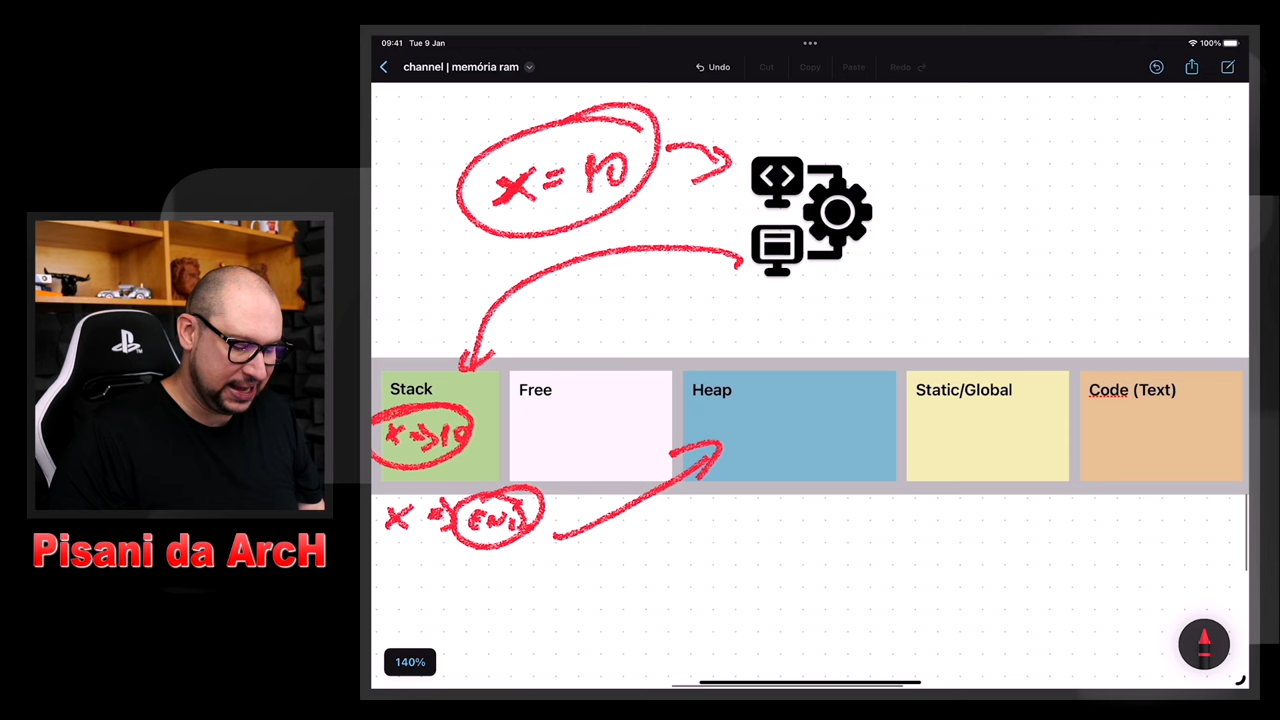 09:41 Tue 9 Jan
100%
channel | memória ram
Undo
Cut
Copy
Paste
Redo
x = 10
Stack
Free
Heap
Static/Global
Code (Text)
x => 10
x =>
Pisani da ArcH
140%